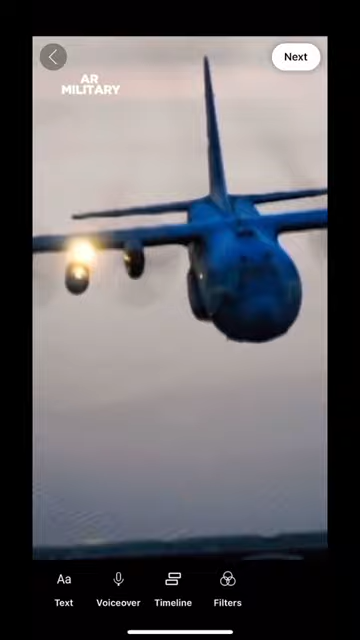 Next
AR
MILITARY
Aa
Text
Voiceover
Timeline
Filters